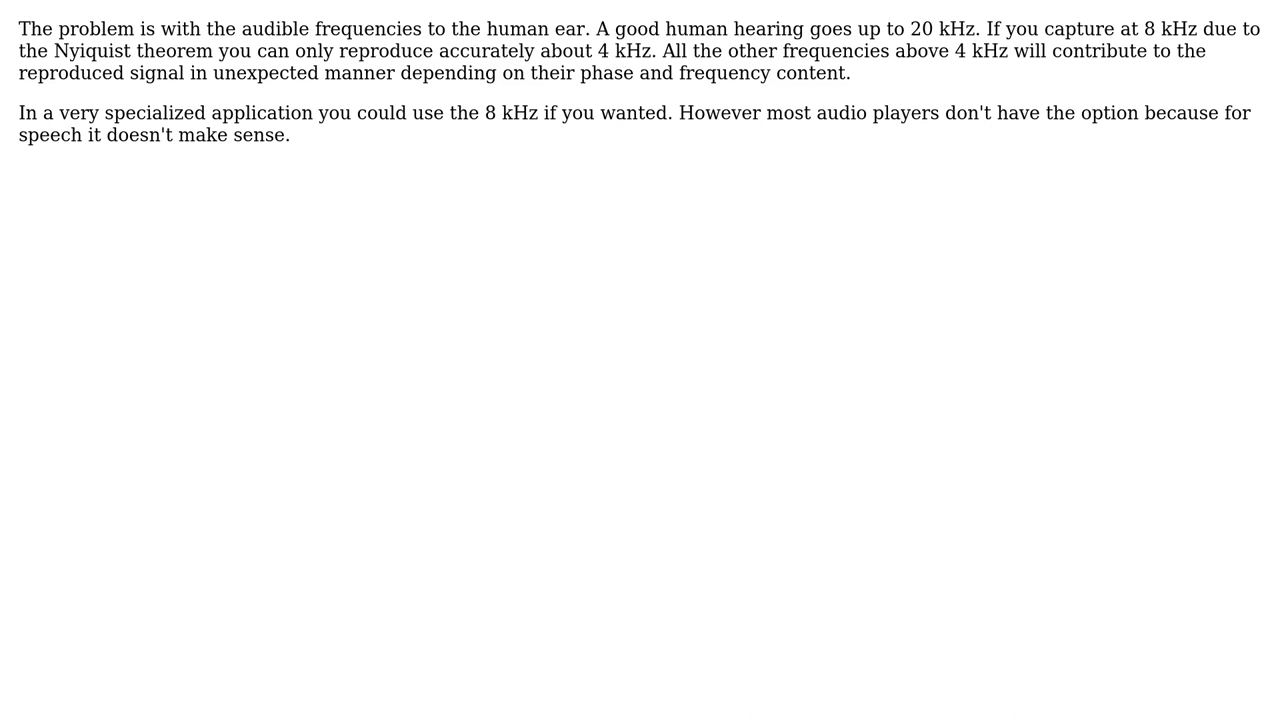 The problem is with the audible frequencies to the human ear. A good human hearing goes up to 20 kHz. If you capture at 8 kHz due to
the Nyiquist theorem you can only reproduce accurately about 4 kHz. All the other frequencies above 4 kHz will contribute to the
reproduced signal in unexpected manner depending on their phase and frequency content.
In a very specialized application you could use the 8 kHz if you wanted. However most audio players don't have the option because for
speech it doesn't make sense.